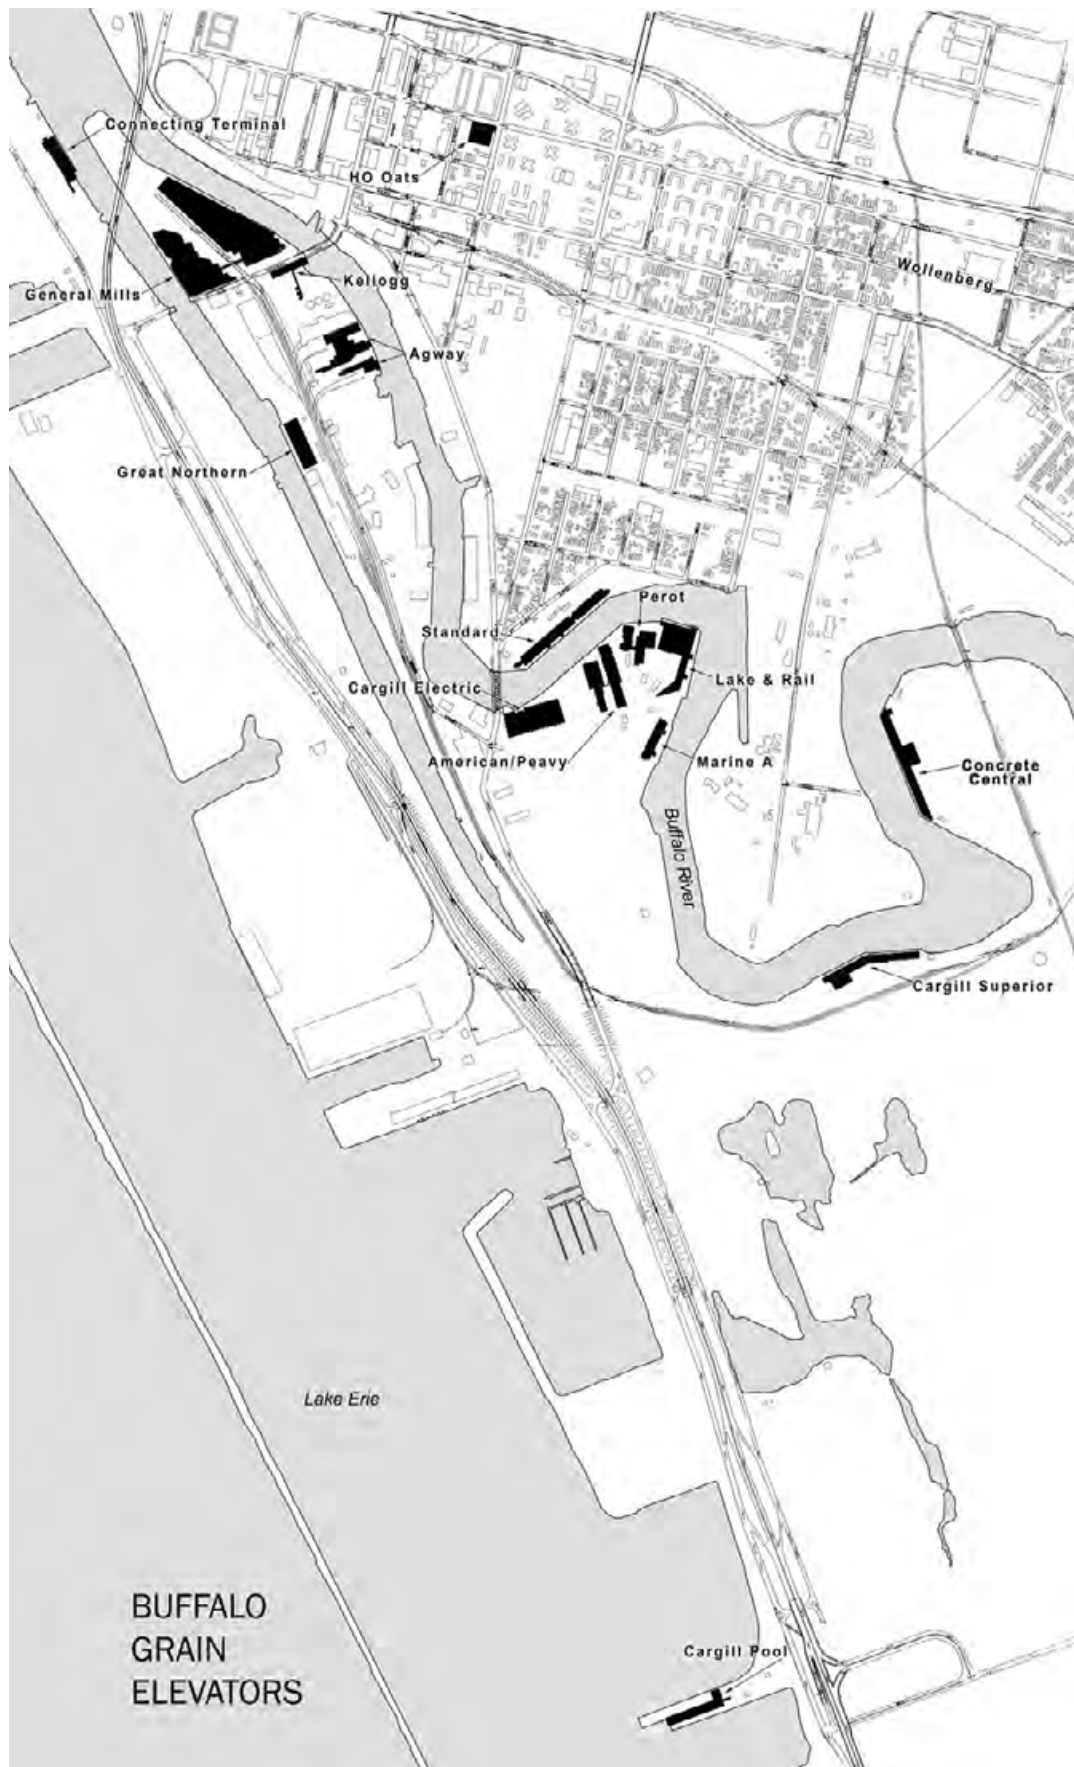 Connecting Terminal
HO Oats
Wollenberg
Kellogg
General Mills
Agway
Great Northern
Perot
Standard
Lake & Rail
Cargill Electric
American/Peavy
Marine A
Concrete
Central
Buffalo River
Cargill Superior
Lake Erie
BUFFALO
GRAIN
ELEVATORS
Cargill Pool